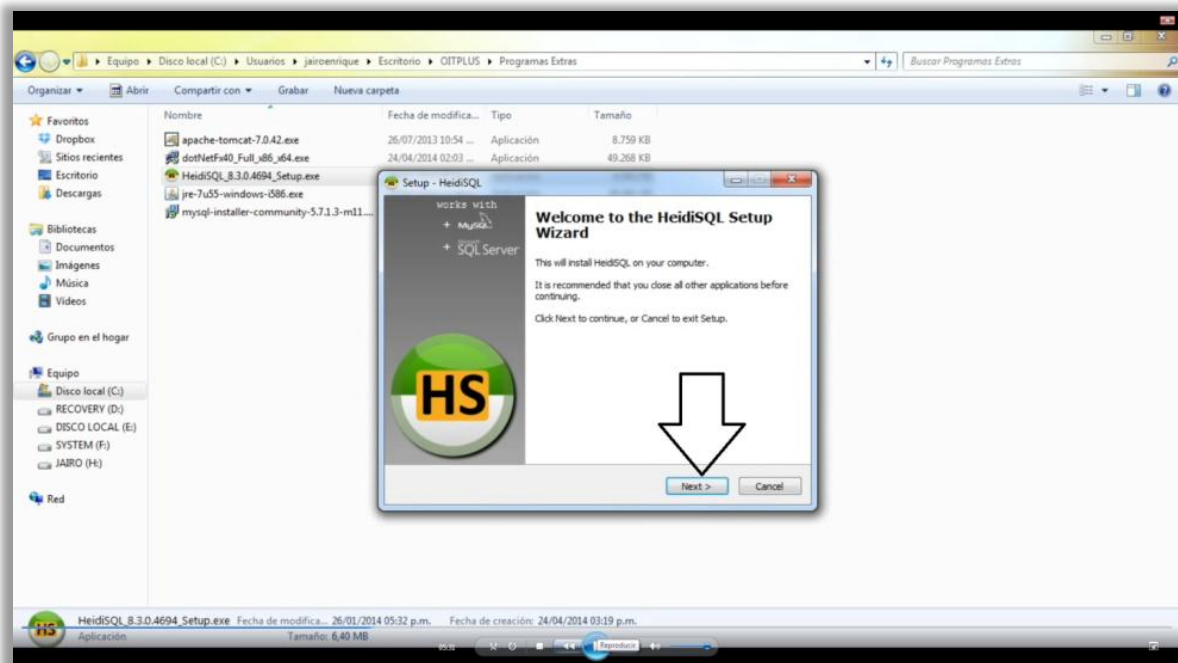 Equipo ▸ Disco local (C:) ▸ Usuarios ▸ jairoenrique ▸ Escritorio ▸ OITPLUS ▸ Programas Extras
Buscar Programas Extras
Organizar Abrir Compartir con Grabar Nueva carpeta
Nombre Fecha de modifica... Tipo Tamaño
Favoritos
Dropbox
Sitios recientes
Escritorio
Descargas
Bibliotecas
Documentos
Imágenes
Música
Vídeos
Grupo en el hogar
Equipo
Disco local (C:)
RECOVERY (D:)
DISCO LOCAL (E:)
SYSTEM (F:)
JAIRO (H:)
Red
apache-tomcat-7.0.42.exe 26/07/2013 10:54 ... Aplicación 8.759 KB
dotNetFx40_Full_x86_x64.exe 24/04/2014 02:03 ... Aplicación 49.268 KB
HeidiSQL_8.3.0.4694_Setup.exe
jre-7u55-windows-i586.exe
mysql-installer-community-5.7.1.3-m11....
Setup - HeidiSQL
works with
+ MySQL
+ SQL Server
HS
Welcome to the HeidiSQL Setup
Wizard
This will install HeidiSQL on your computer.
It is recommended that you close all other applications before
continuing.
Click Next to continue, or Cancel to exit Setup.
Next > Cancel
HS
HeidiSQL_8.3.0.4694_Setup.exe Fecha de modifica... 26/01/2014 05:32 p.m. Fecha de creación: 24/04/2014 03:19 p.m.
Aplicación Tamaño: 6,40 MB
Reproducir